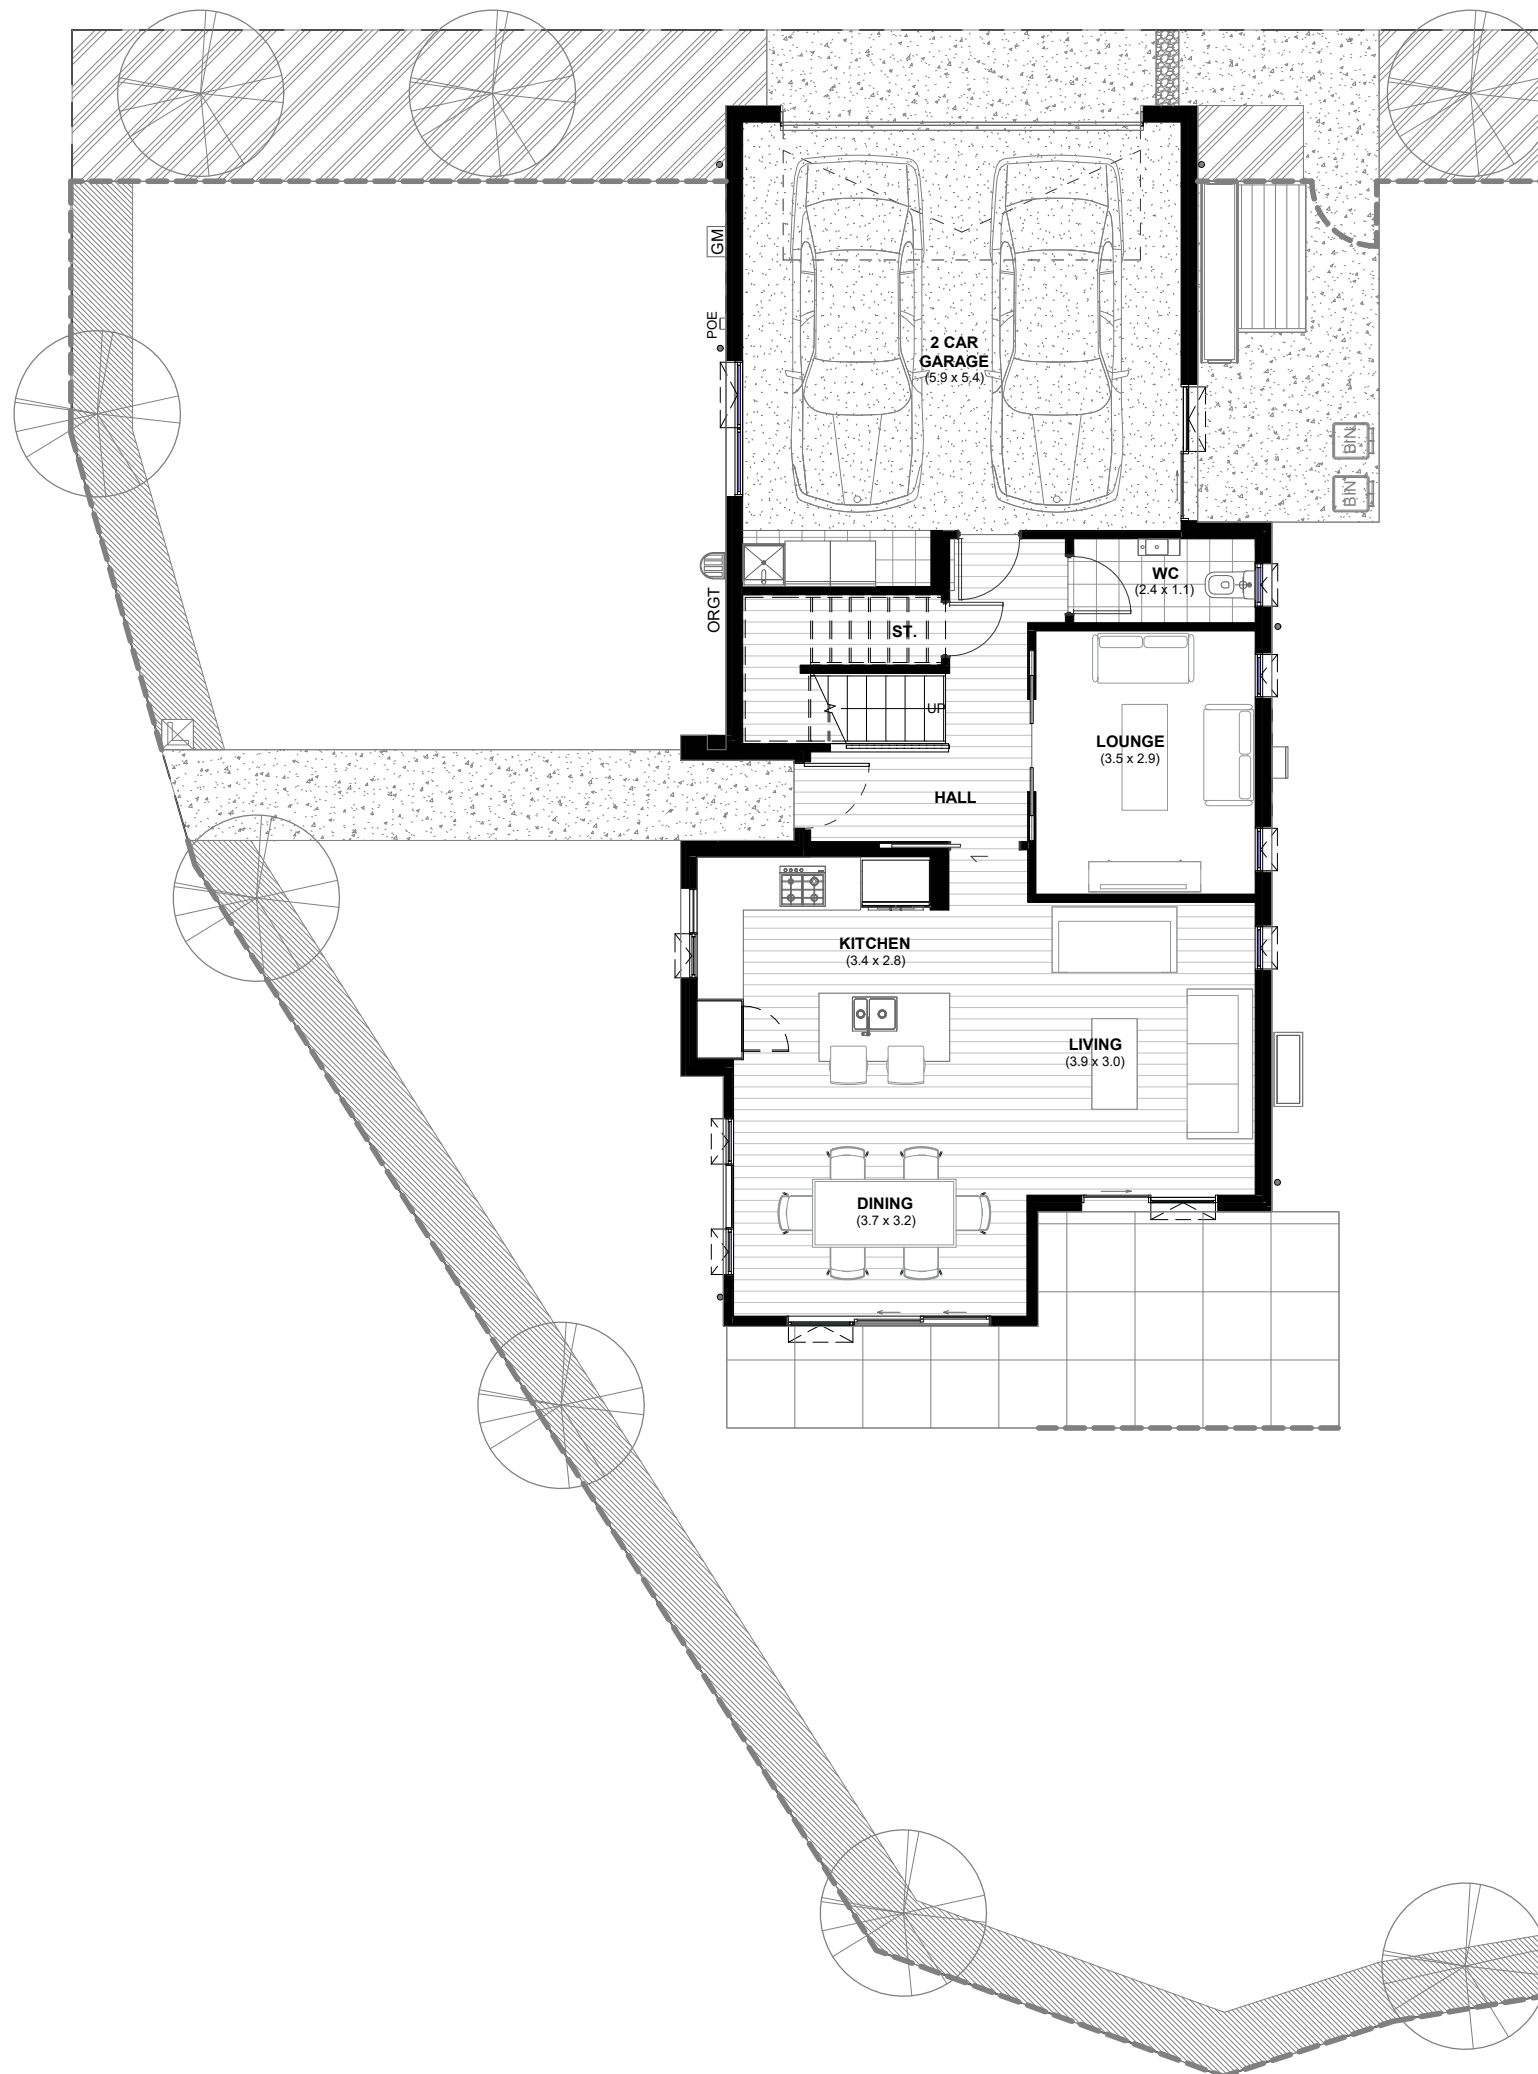 GM
POE
2 CAR
GARAGE
(5.9 x 5.4)
BIN
BIN
ORGT
WC
(2.4 x 1.1)
ST.
UP
LOUNGE
(3.5 x 2.9)
HALL
KITCHEN
(3.4 x 2.8)
LIVING
(3.9 x 3.0)
DINING
(3.7 x 3.2)